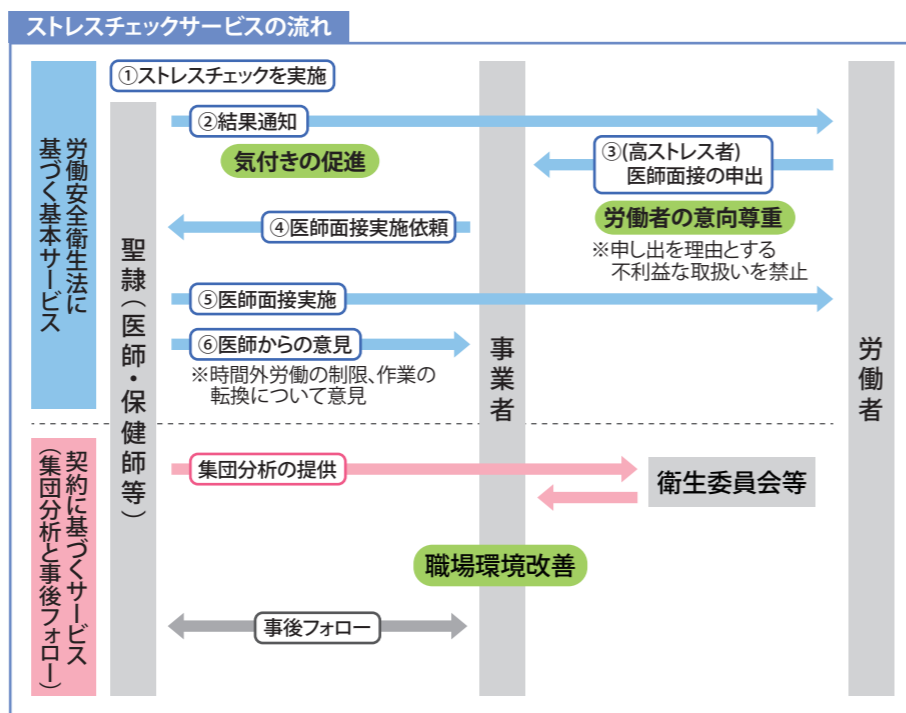 ストレスチェックサービスの流れ
労働安全衛生法に
基づく基本サービス
①ストレスチェックを実施
②結果通知
気付きの促進
③(高ストレス者)
医師面接の申出
労働者の意向尊重
※申し出を理由とする
不利益な取扱いを禁止
④医師面接実施依頼
⑤医師面接実施
⑥医師からの意見
※時間外労働の制限、作業の
転換について意見
聖隷(医師・保健師等)
事業者
労働者
契約に基づくサービス
(集団分析と事後フォロー)
集団分析の提供
衛生委員会等
職場環境改善
事後フォロー